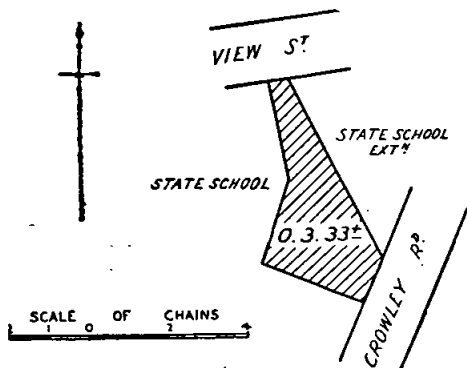 VIEW ST.
STATE SCHOOL
EXTN
STATE SCHOOL
0.3.33±
CROWLEY RD.
SCALE OF CHAINS
2 1 0 2 4